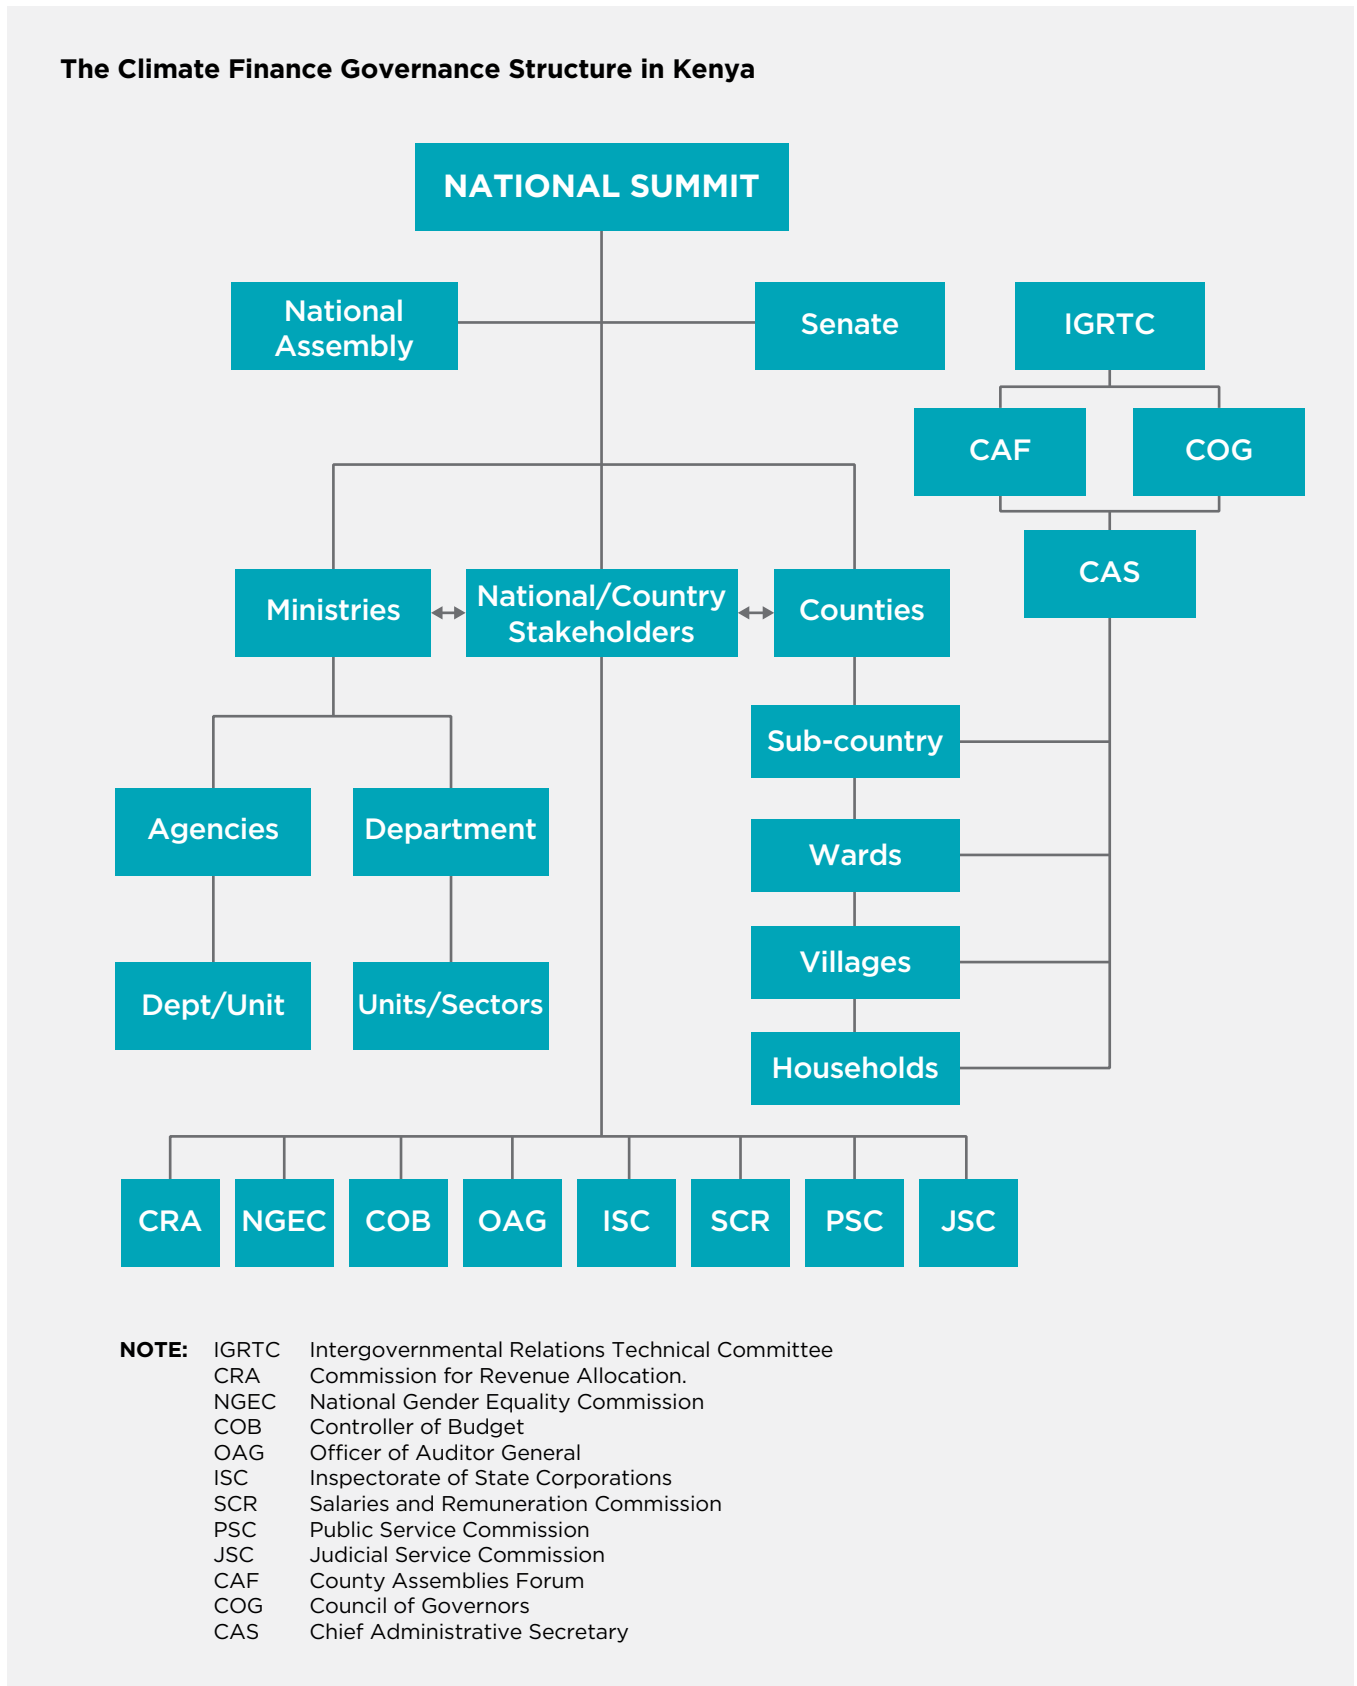 The Climate Finance Governance Structure in Kenya
NATIONAL SUMMIT
National
Assembly
Senate
IGRTC
CAF
COG
CAS
Ministries
National/Country
Stakeholders
Counties
Sub-country
Agencies
Department
Wards
Villages
Dept/Unit
Units/Sectors
Households
CRA
NGEC
COB
OAG
ISC
SCR
PSC
JSC
NOTE: IGRTC Intergovernmental Relations Technical Committee
CRA Commission for Revenue Allocation.
NGEC National Gender Equality Commission
COB Controller of Budget
OAG Officer of Auditor General
ISC Inspectorate of State Corporations
SCR Salaries and Remuneration Commission
PSC Public Service Commission
JSC Judicial Service Commission
CAF County Assemblies Forum
COG Council of Governors
CAS Chief Administrative Secretary